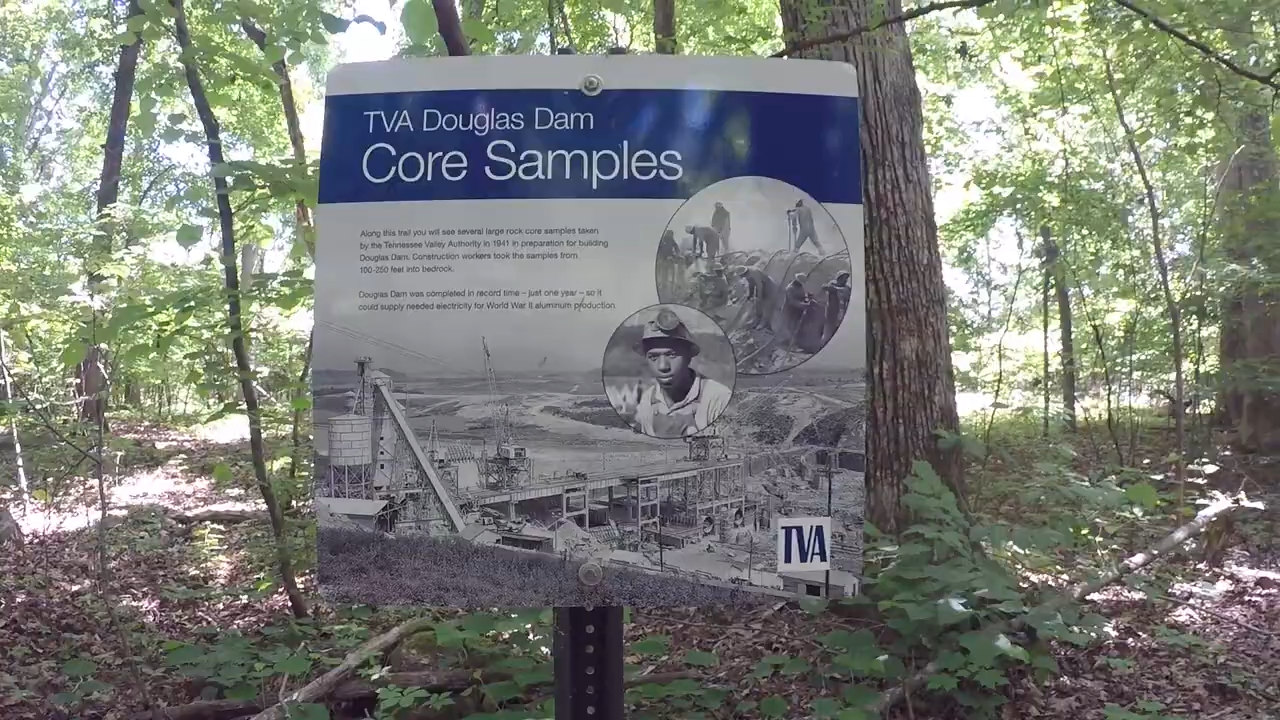 TVA Douglas Dam
Core Samples
Along this trail you will see several large rock core samples taken
by the Tennessee Valley Authority in 1941 in preparation for building
Douglas Dam. Construction workers took the samples from
100-250 feet into bedrock.
Douglas Dam was completed in record time – just one year – so it
could supply needed electricity for World War II aluminum production.
TVA